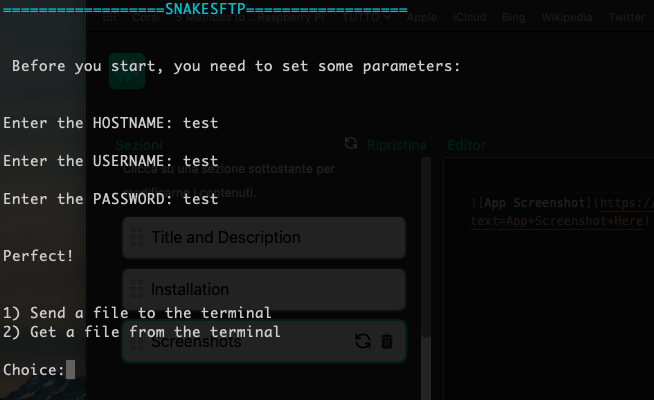 ==================SNAKESFTP==================
Corsi 5 Methods to ...Raspberry Pi TUTTO Apple iCloud Bing Wikipedia Twitter
Before you start, you need to set some parameters:
Enter the HOSTNAME: test
Sezioni Ripristina Editor
Enter the USERNAME: test
Clicca su una sezione sottostante per
modificarne i contenuti.
Enter the PASSWORD: test
![App Screenshot](https://
text=App+Screenshot+Here)
Title and Description
Perfect!
Installation
1) Send a file to the terminal
2) Get a file from the terminal
Screenshots
Choice: